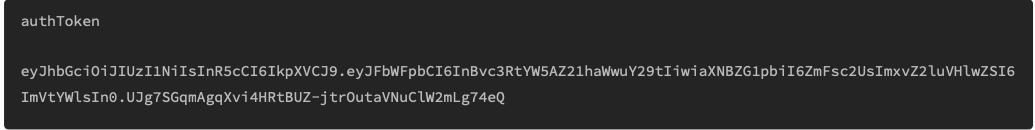 authToken
eyJhbGciOiJIUzI1NiIsInR5cCI6IkpXVCJ9.eyJFbWFpbCI6InBvc3RtYW5AZ21haWwuY29tIiwiaXNBZG1pbiI6ZmFsc2UsImxvZ2luVHlwZSI6
ImVtYWlsIn0.UJg7SGqmAgqXvi4HRtBUZ-jtrOutaVNuClW2mLg74eQ